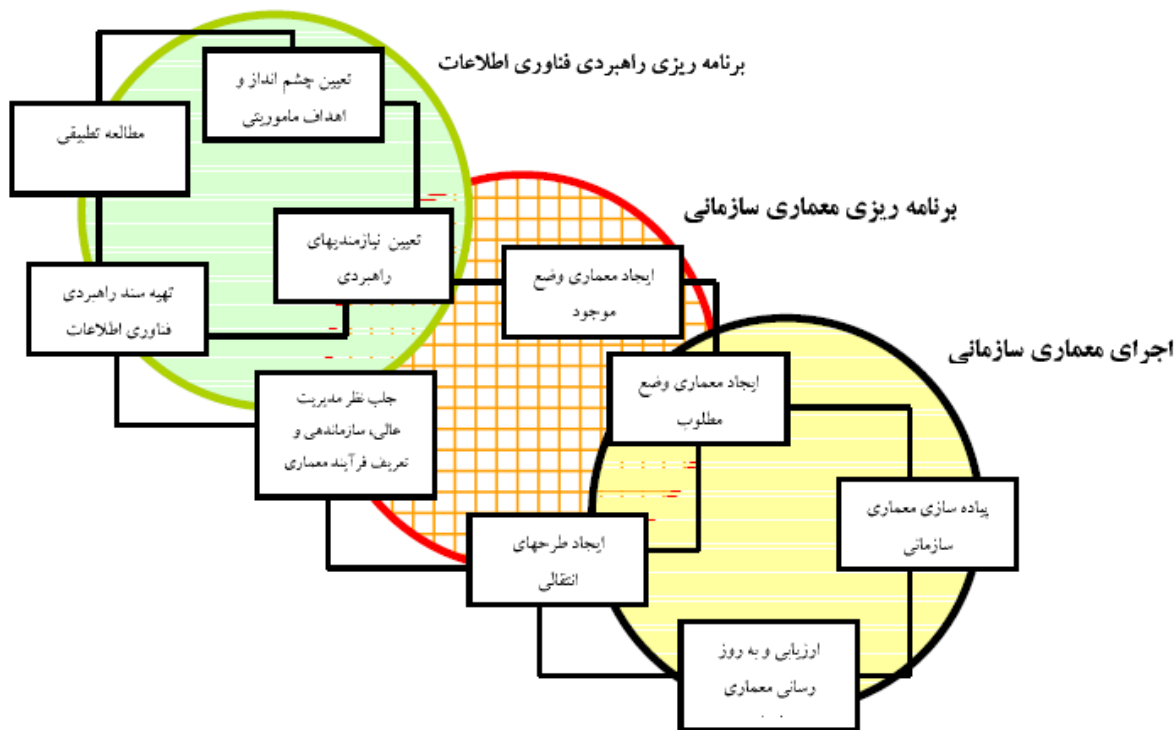 برنامه ریزی راهبردی فناوری اطلاعات
تعیین چشم انداز و
اهداف ماموریتی
مطالعه تطبیقی
تعیین نیازمندیهای
راهبردی
تهیه سند راهبردی
فناوری اطلاعات
برنامه ریزی معماری سازمانی
ایجاد معماری وضع
موجود
جلب نظر مدیریت
عالی، سازماندهی و
تعریف فرآیند معماری
اجرای معماری سازمانی
ایجاد معماری وضع
مطلوب
ایجاد طرحهای
انتقالی
پیاده سازی معماری
سازمانی
ارزیابی و به روز
رسانی معماری